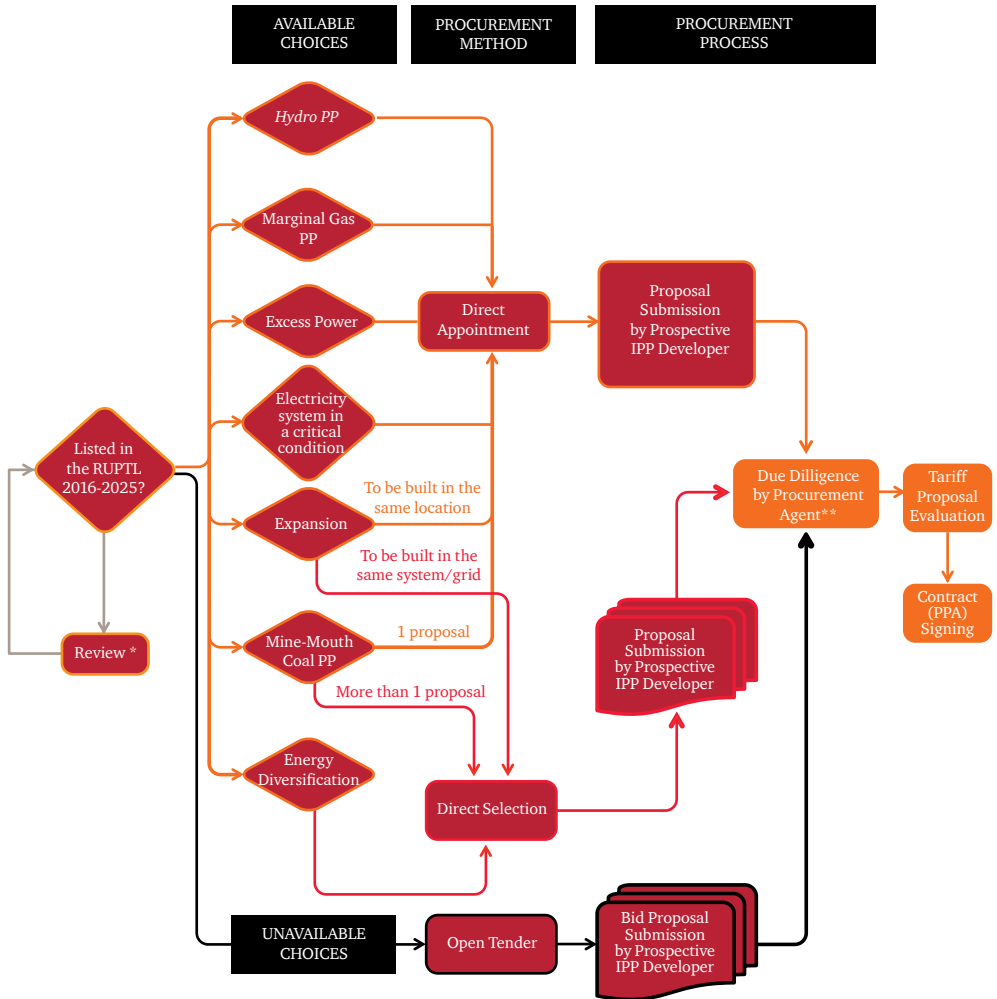 AVAILABLE
CHOICES
PROCUREMENT
METHOD
PROCUREMENT
PROCESS
Hydro PP
Marginal Gas
PP
Excess Power
Direct
Appointment
Proposal
Submission
by Prospective
IPP Developer
Electricity
system in
a critical
condition
Listed in
the RUPTL
2016-2025?
To be built in the
same location
Expansion
To be built in the
same system/grid
Due Dilligence
by Procurement
Agent**
Tariff
Proposal
Evaluation
Contract
(PPA)
Signing
Review *
Mine-Mouth
Coal PP
1 proposal
More than 1 proposal
Proposal
Submission
by Prospective
IPP Developer
Energy
Diversification
Direct Selection
UNAVAILABLE
CHOICES
Open Tender
Bid Proposal
Submission
by Prospective
IPP Developer